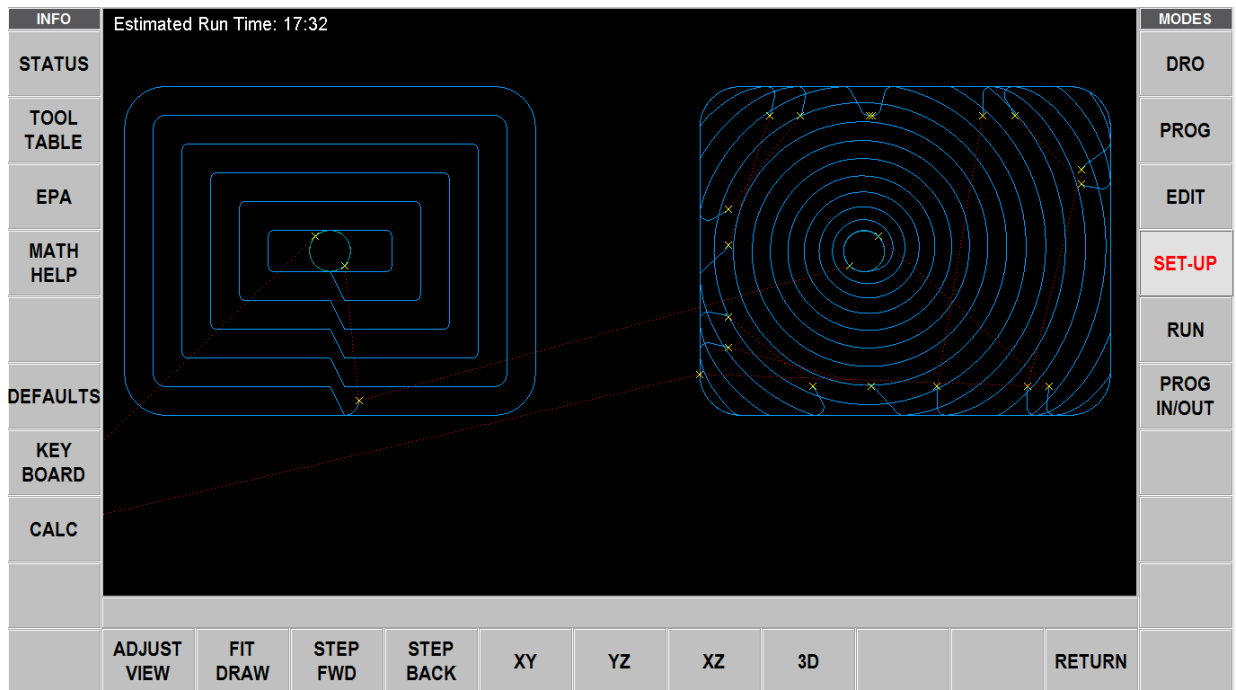 INFO
Estimated Run Time: 17:32
MODES
STATUS
TOOL
TABLE
EPA
MATH
HELP
DEFAULTS
KEY
BOARD
CALC
DRO
PROG
EDIT
SET-UP
RUN
PROG
IN/OUT
ADJUST
VIEW
FIT
DRAW
STEP
FWD
STEP
BACK
XY
YZ
XZ
3D
RETURN